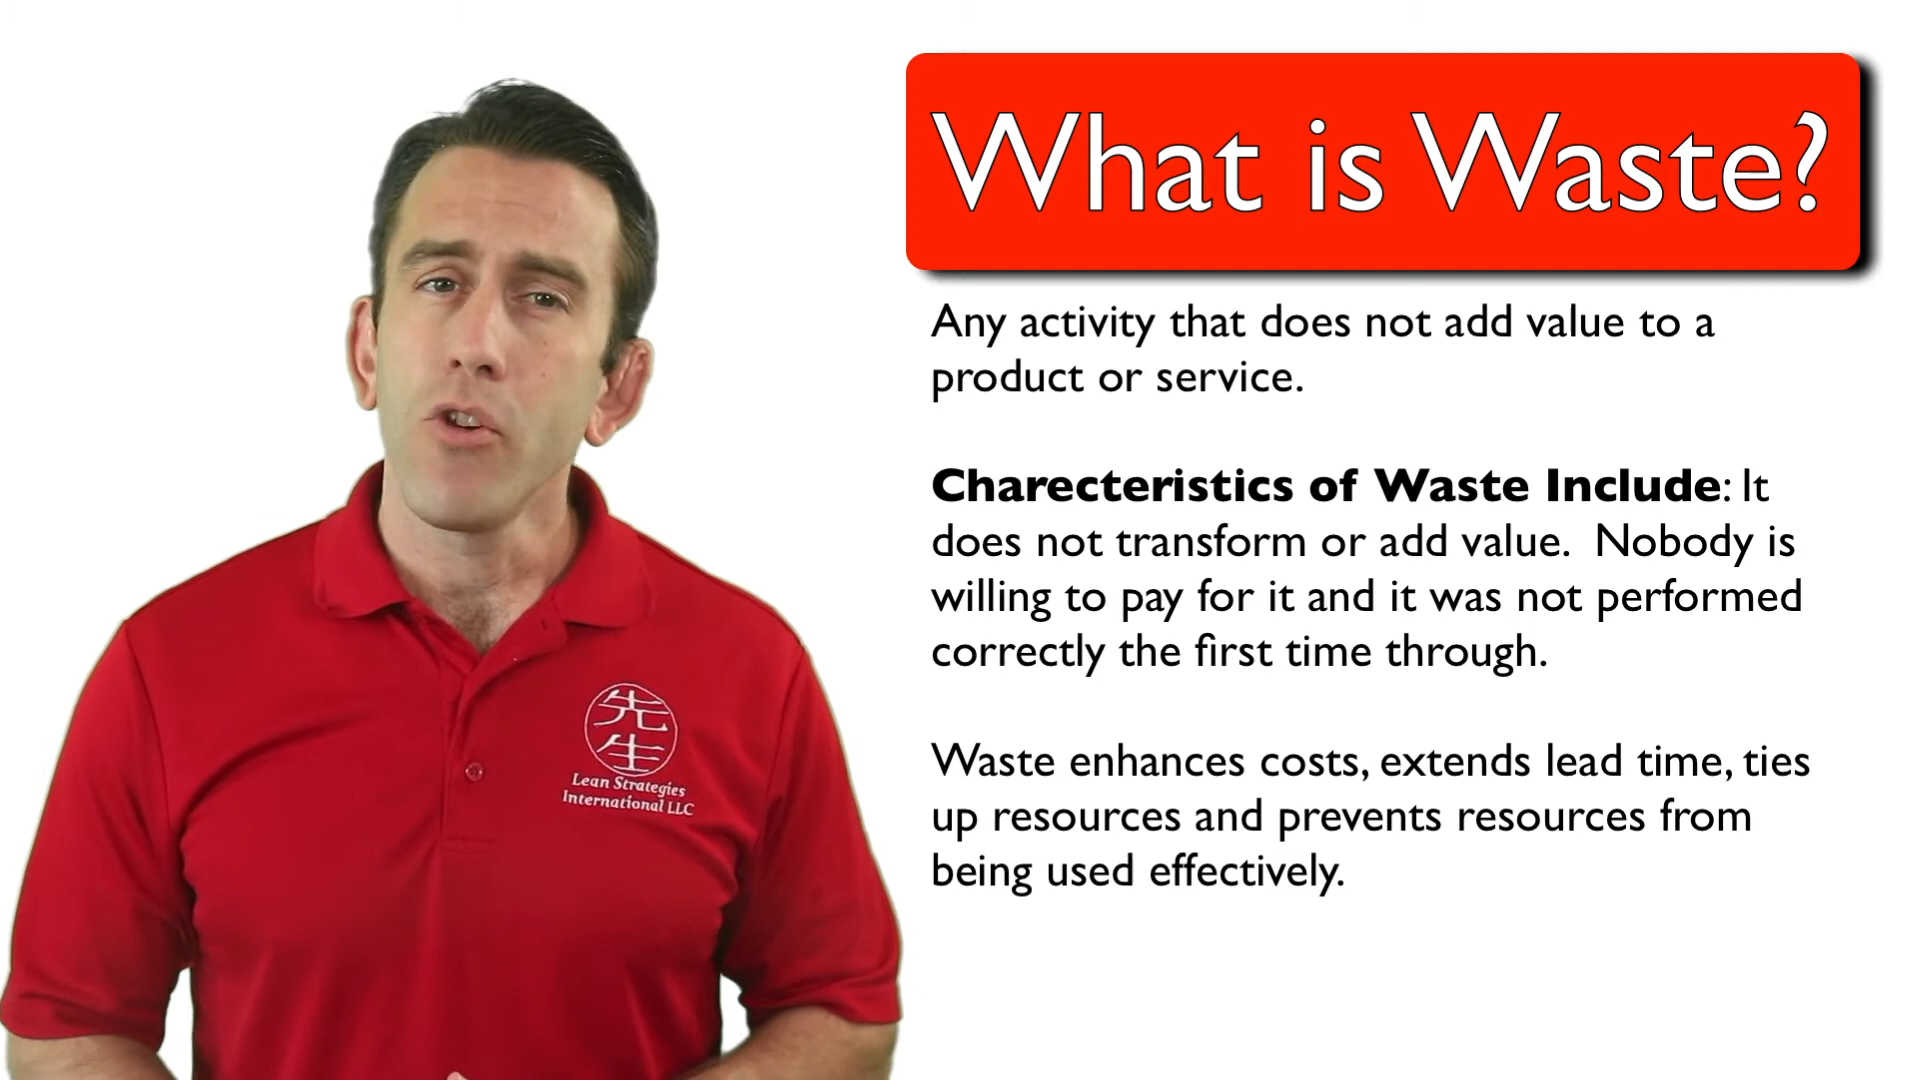 What is Waste?
Any activity that does not add value to a
product or service.
Charecteristics of Waste Include: It
does not transform or add value.  Nobody is
willing to pay for it and it was not performed
correctly the first time through.
Waste enhances costs, extends lead time, ties
up resources and prevents resources from
being used effectively.
先
生
Lean Strategies
International LLC